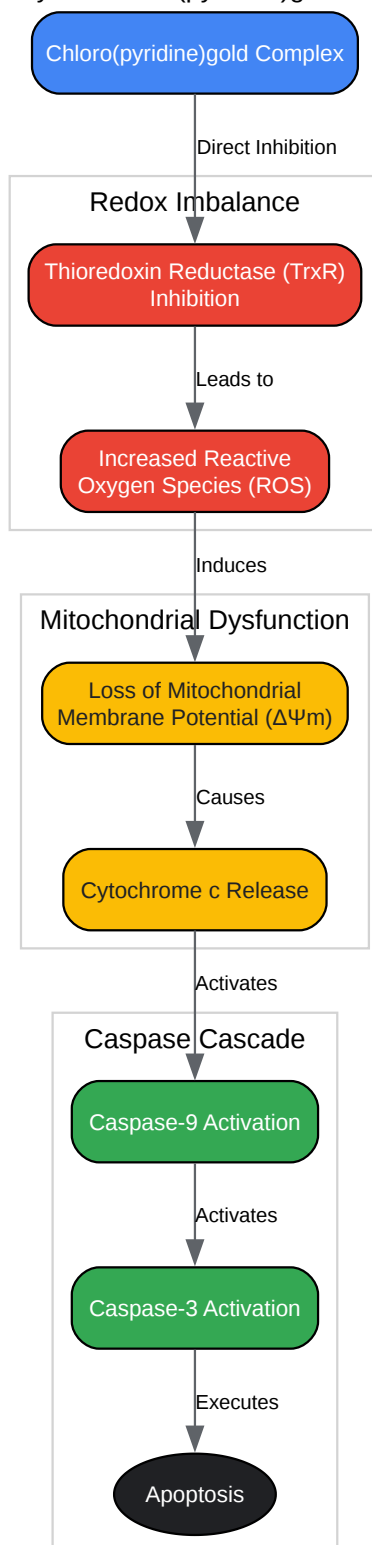 Chloro(pyridine)gold Complex
Direct Inhibition
Redox Imbalance
Thioredoxin Reductase (TrxR)
Inhibition
Leads to
Increased Reactive
Oxygen Species (ROS)
Induces
Mitochondrial Dysfunction
Loss of Mitochondrial
Membrane Potential (ΔΨm)
Causes
Cytochrome c Release
Activates
Caspase Cascade
Caspase-9 Activation
Activates
Caspase-3 Activation
Executes
Apoptosis